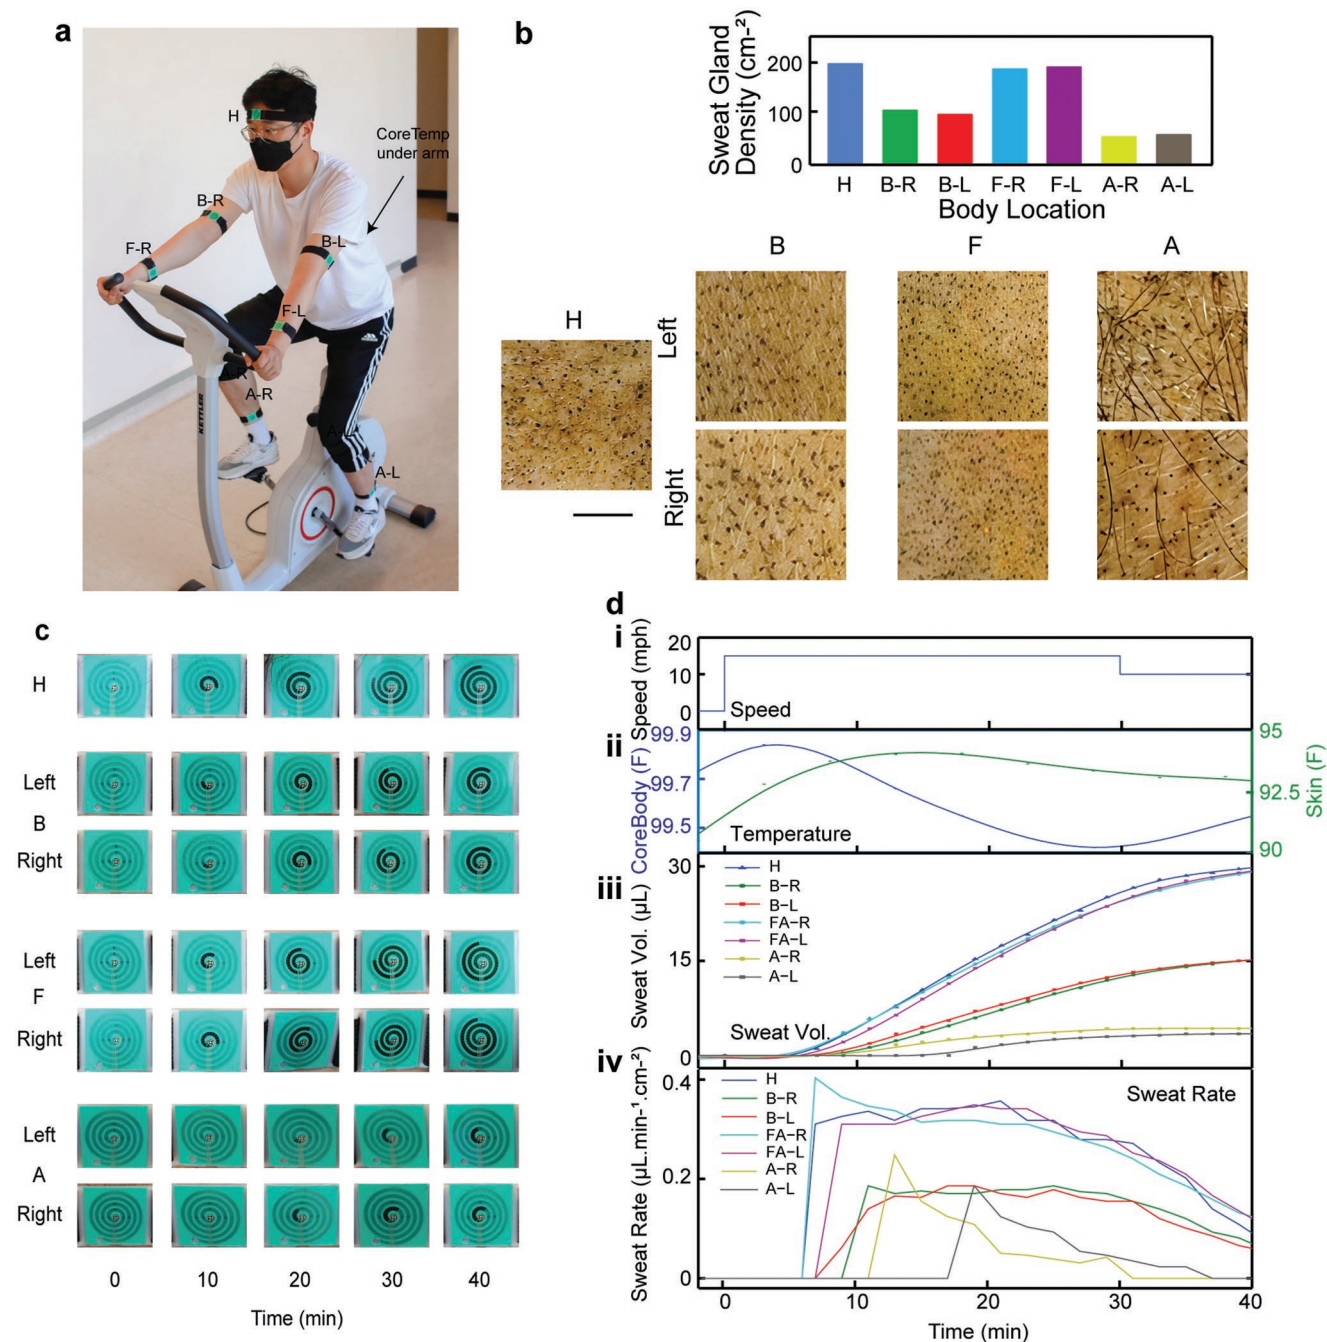 a
H
CoreTemp
under arm
B-R
B-L
F-R
F-L
A-R
A-R
A-L
A-L
KETTLER
adidas
b
Sweat Gland
Density (cm⁻²)
200
100
0
H B-R B-L F-R F-L A-R A-L
Body Location
B F A
H
Left
Right
c
H
Left
B
Right
Left
F
Right
Left
A
Right
0 10 20 30 40
Time (min)
d
i
Speed (mph)
20
10
0
Speed
ii
CoreBody (F)
99.9
99.7
99.5
Temperature
95
92.5
90
Skin (F)
iii
Sweat Vol. (µL)
30
15
0
H
B-R
B-L
FA-R
FA-L
A-R
A-L
Sweat Vol.
iv
Sweat Rate (µL.min⁻¹.cm⁻²)
0.4
0.2
0
H
B-R
B-L
FA-R
FA-L
A-R
A-L
Sweat Rate
0 10 20 30 40
Time (min)